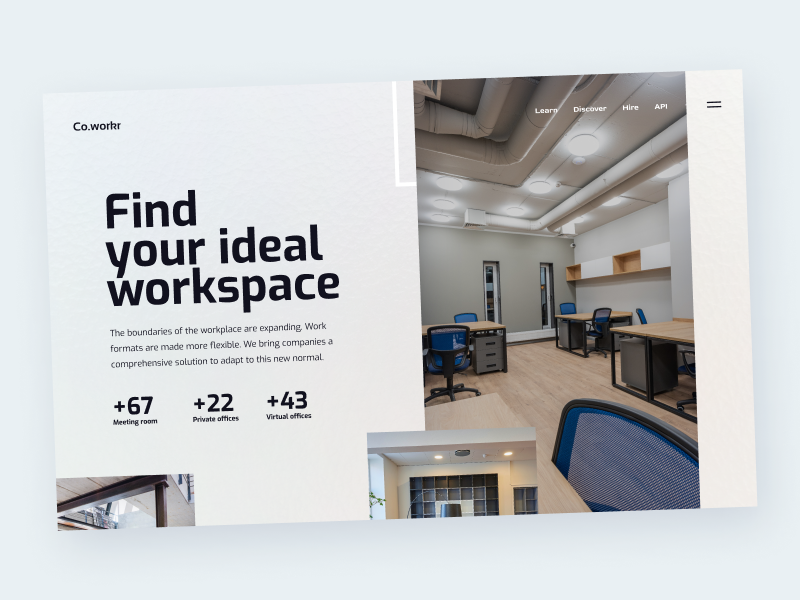 Co.workr
Learn Discover Hire API
Find
your ideal
workspace
The boundaries of the workplace are expanding. Work
formats are made more flexible. We bring companies a
comprehensive solution to adapt to this new normal.
+67 +22 +43
Meeting room Private offices Virtual offices